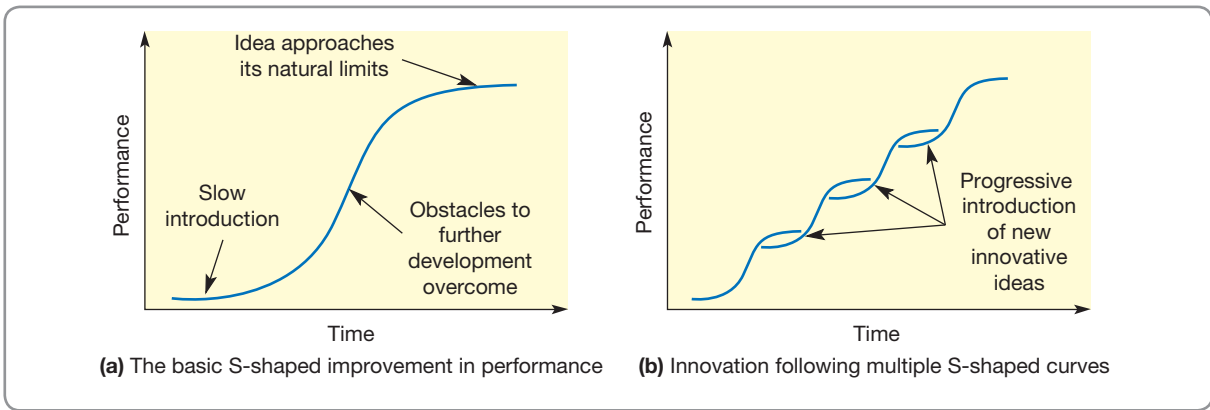 Performance
Idea approaches
its natural limits
Slow
introduction
Obstacles to
further
development
overcome
Time
(a) The basic S-shaped improvement in performance
Performance
Progressive
introduction
of new
innovative
ideas
Time
(b) Innovation following multiple S-shaped curves